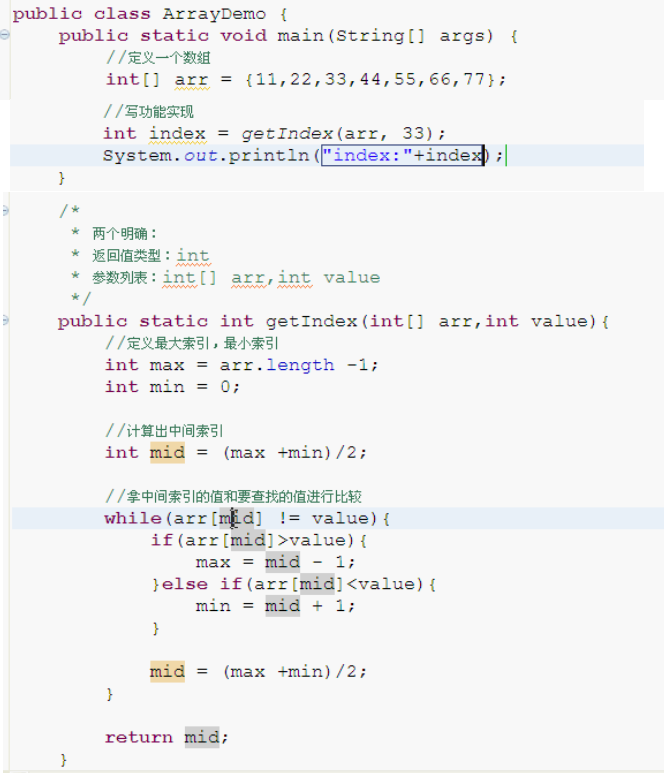 public class ArrayDemo {
public static void main(String[] args) {
//定义一个数组
int[] arr = {11,22,33,44,55,66,77};
//写功能实现
int index = getIndex(arr, 33);
System.out.println("index:"+index);
}
/*
* 两个明确：
* 返回值类型：int
* 参数列表：int[] arr,int value
*/
public static int getIndex(int[] arr,int value){
//定义最大索引，最小索引
int max = arr.length -1;
int min = 0;
//计算出中间索引
int mid = (max +min)/2;
//拿中间索引的值和要查找的值进行比较
while(arr[mid] != value){
if(arr[mid]>value){
max = mid - 1;
}else if(arr[mid]<value){
min = mid + 1;
}
mid = (max +min)/2;
}
return mid;
}